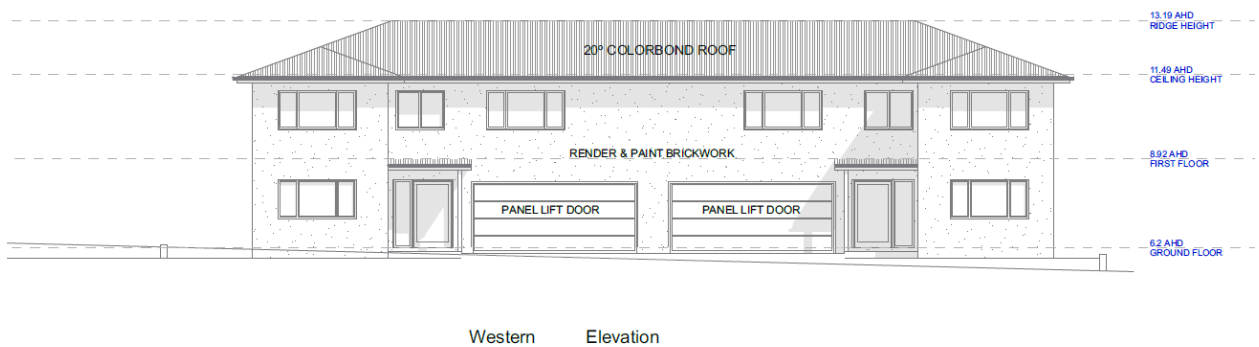 13.19 AHD
RIDGE HEIGHT
20º COLORBOND ROOF
11.49 AHD
CEILING HEIGHT
RENDER & PAINT BRICKWORK
8.92 AHD
FIRST FLOOR
PANEL LIFT DOOR
PANEL LIFT DOOR
6.2 AHD
GROUND FLOOR
Western Elevation